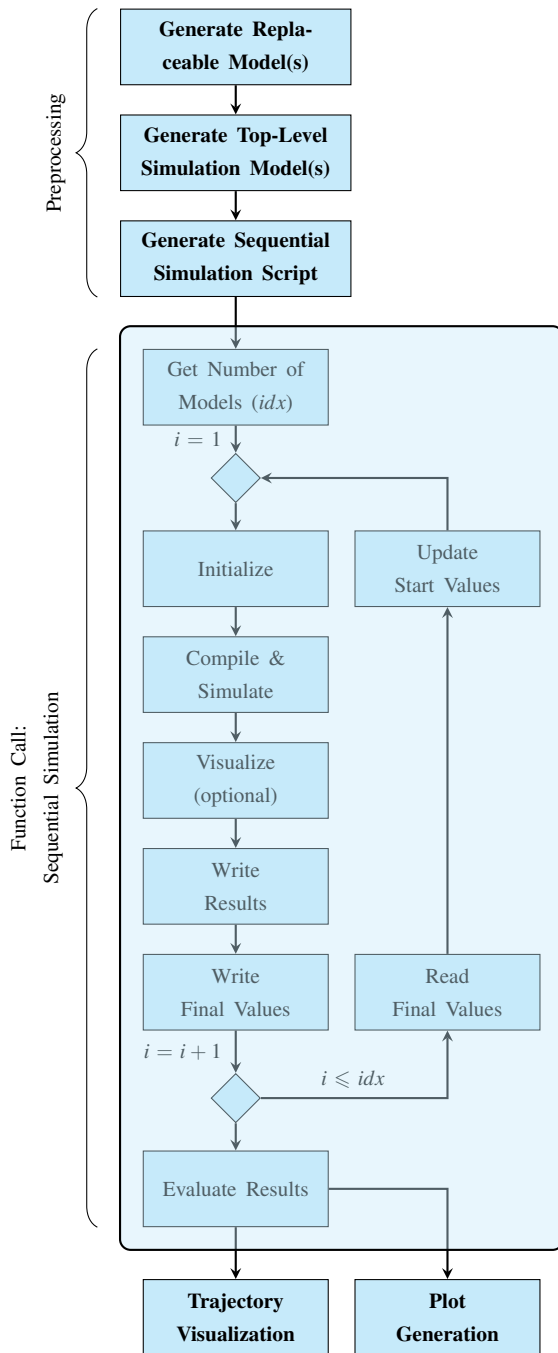 Generate Repla-
ceable Model(s)
Generate Top-Level
Simulation Model(s)
Generate Sequential
Simulation Script
Preprocessing
Get Number of
Models (idx)
i = 1
Initialize
Update
Start Values
Compile &
Simulate
Visualize
(optional)
Write
Results
Write
Final Values
Read
Final Values
i = i + 1
i ⩽ idx
Evaluate Results
Function Call:
Sequential Simulation
Trajectory
Visualization
Plot
Generation